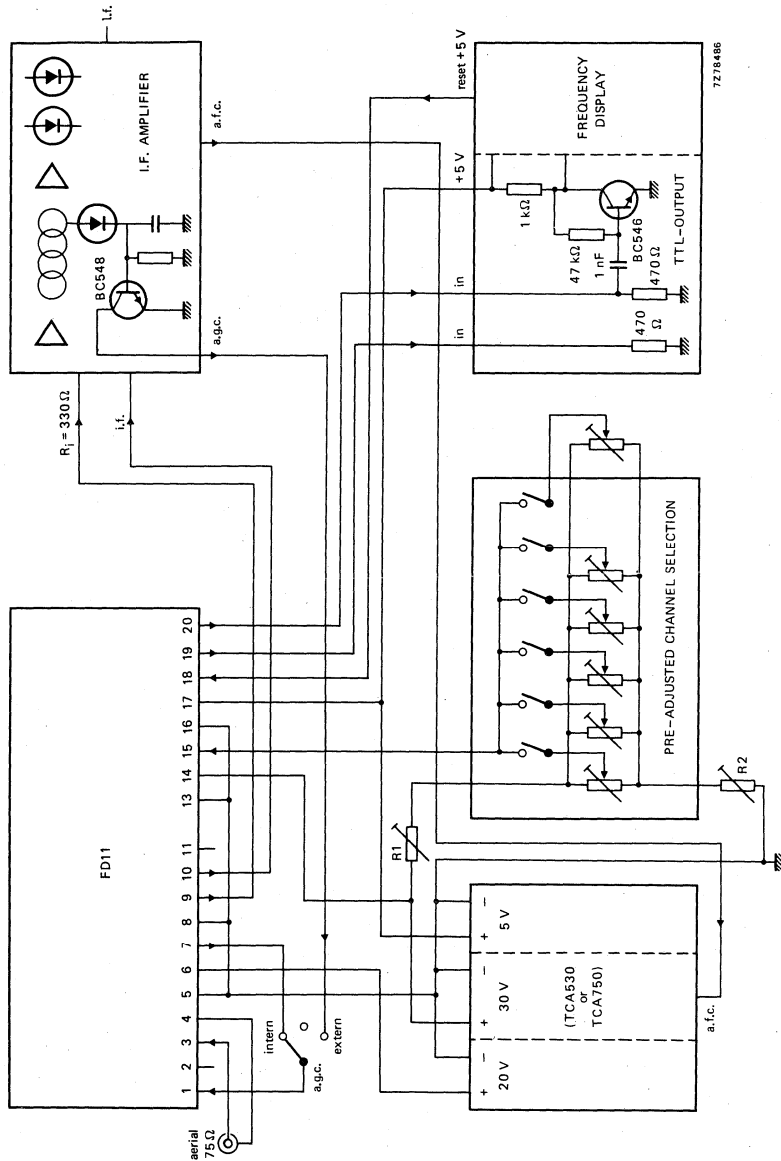 FD11
1 2 3 4 5 6 7 8 9 10 11 13 14 15 16 17 18 19 20
aerial
75 Ω
intern
extern
a.g.c.
R_i = 330 Ω
i.f.
a.g.c.
BC548
I.F. AMPLIFIER
l.f.
a.f.c.
20 V
30 V
5 V
+ − + − + −
(TCA530
or
TCA750)
a.f.c.
R1
R2
PRE-ADJUSTED CHANNEL SELECTION
in
in
+5 V
reset +5 V
470
Ω
470 Ω
1 nF
47 kΩ
1 kΩ
BC546
TTL-OUTPUT
FREQUENCY
DISPLAY
7Z78486